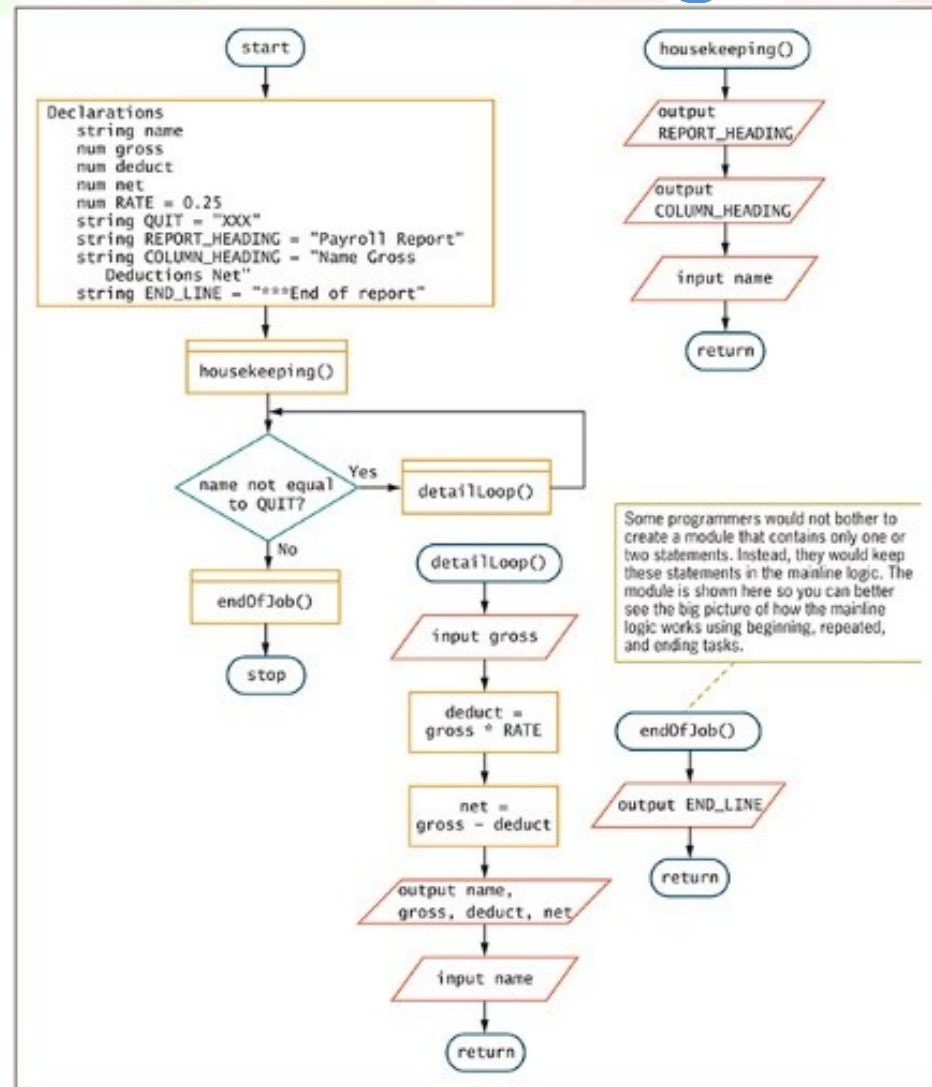 start
Declarations
string name
num gross
num deduct
num net
num RATE = 0.25
string QUIT = "XXX"
string REPORT_HEADING = "Payroll Report"
string COLUMN_HEADING = "Name Gross
Deductions Net"
string END_LINE = "***End of report"
housekeeping()
name not equal
to QUIT?
Yes
detailLoop()
No
endOfJob()
stop
housekeeping()
output
REPORT_HEADING
output
COLUMN_HEADING
input name
return
detailLoop()
input gross
deduct =
gross * RATE
net =
gross - deduct
output name,
gross, deduct, net
input name
return
Some programmers would not bother to
create a module that contains only one or
two statements. Instead, they would keep
these statements in the mainline logic. The
module is shown here so you can better
see the big picture of how the mainline
logic works using beginning, repeated,
and ending tasks.
endOfJob()
output END_LINE
return